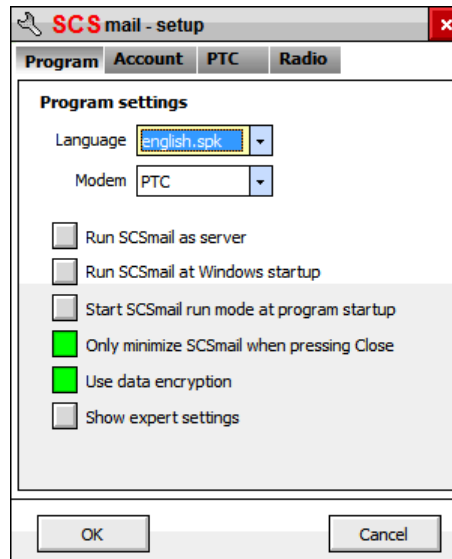 SCS mail - setup
Program Account PTC Radio
Program settings
Language english.spk
Modem PTC
Run SCSmail as server
Run SCSmail at Windows startup
Start SCSmail run mode at program startup
Only minimize SCSmail when pressing Close
Use data encryption
Show expert settings
OK Cancel